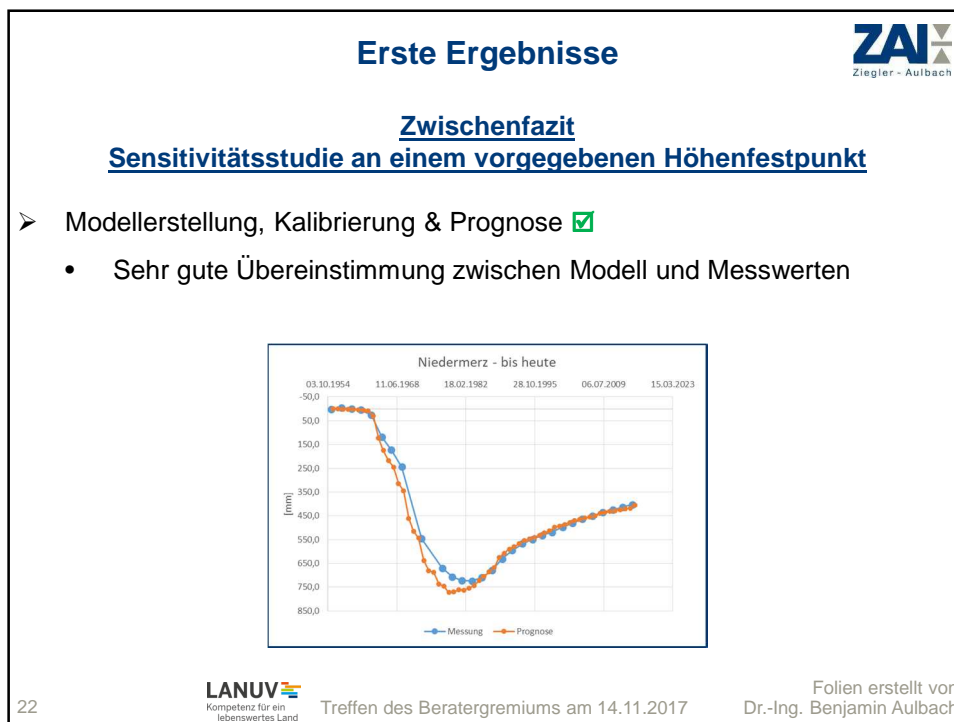 Erste Ergebnisse
ZAI
Ziegler - Aulbach
Zwischenfazit
Sensitivitätsstudie an einem vorgegebenen Höhenfestpunkt
➢ Modellerstellung, Kalibrierung & Prognose ☑
• Sehr gute Übereinstimmung zwischen Modell und Messwerten
Niedermerz - bis heute
03.10.1954 11.06.1968 18.02.1982 28.10.1995 06.07.2009 15.03.2023
-50,0
50,0
150,0
250,0
350,0
450,0
550,0
650,0
750,0
850,0
[mm]
Messung Prognose
22
LANUV
Kompetenz für ein
lebenswertes Land
Treffen des Beratergremiums am 14.11.2017
Folien erstellt von
Dr.-Ing. Benjamin Aulbach